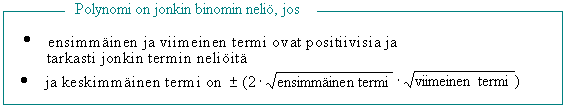 Polynomi on jonkin binomin neliö, jos
• ensimmäinen ja viimeinen termi ovat positiivisia ja
tarkasti jonkin termin neliöitä
• ja keskimmäinen termi on ± (2·√ensimmäinen termi ·√viimeinen termi)